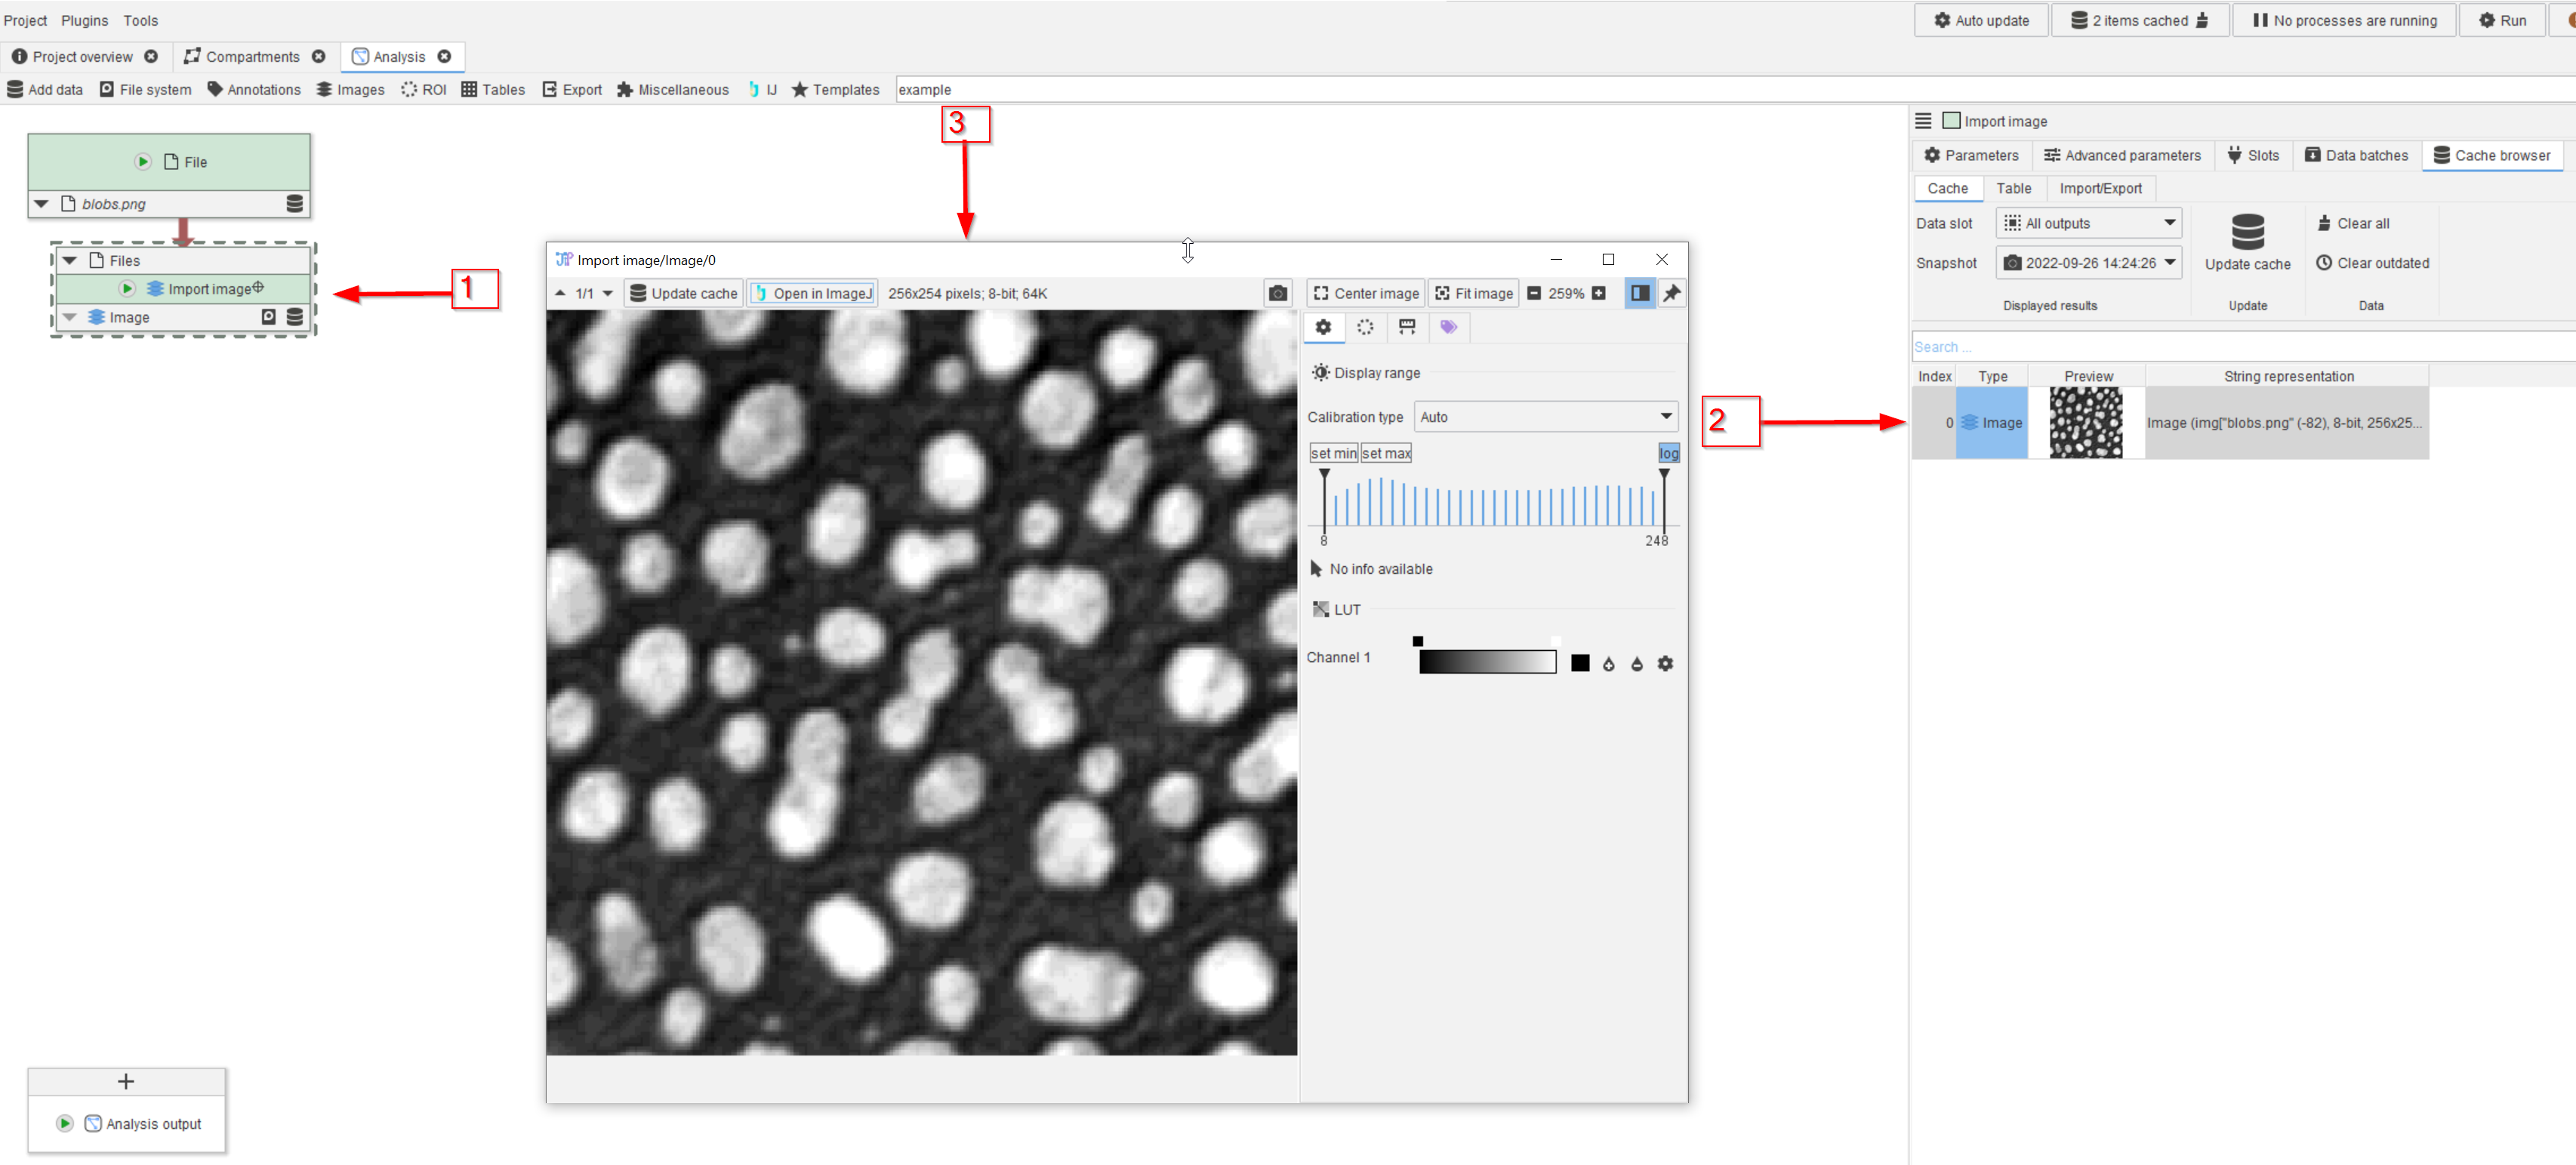 Project Plugins Tools
Auto update 2 items cached No processes are running Run
Project overview Compartments Analysis
Add data File system Annotations Images ROI Tables Export Miscellaneous IJ Templates example
File
blobs.png
Files
Import image
Image
1
3
2
Import image/Image/0
1/1 Update cache Open in ImageJ 256x254 pixels; 8-bit; 64K Center image Fit image 259%
Display range
Calibration type Auto
set min set max log
8 248
No info available
LUT
Channel 1
Import image
Parameters Advanced parameters Slots Data batches Cache browser
Cache Table Import/Export
Data slot All outputs Clear all
Snapshot 2022-09-26 14:24:26 Update cache Clear outdated
Displayed results Update Data
Search ...
Index Type Preview String representation
0 Image Image (img["blobs.png" (-82), 8-bit, 256x25...
+
Analysis output